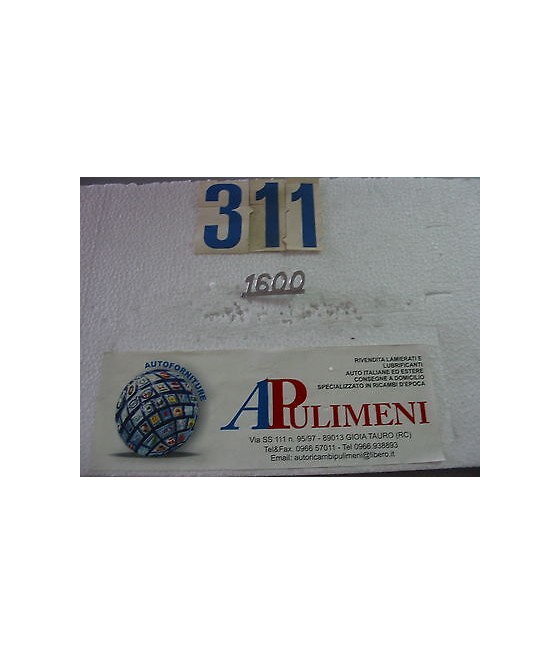 311
1600
AUTOFORNITURE
RIVENDITA LAMIERATI E
LUBRIFICANTI
AUTO ITALIANE ED ESTERE
CONSEGNE A DOMICILIO
SPECIALIZZATO IN RICAMBI D'EPOCA
APULIMENI
Via SS 111 n. 95/97 - 89013 GIOIA TAURO (RC)
Tel&Fax. 0966 57011 - Tel 0966.938893
Email: autoricambipulimeni@libero.it